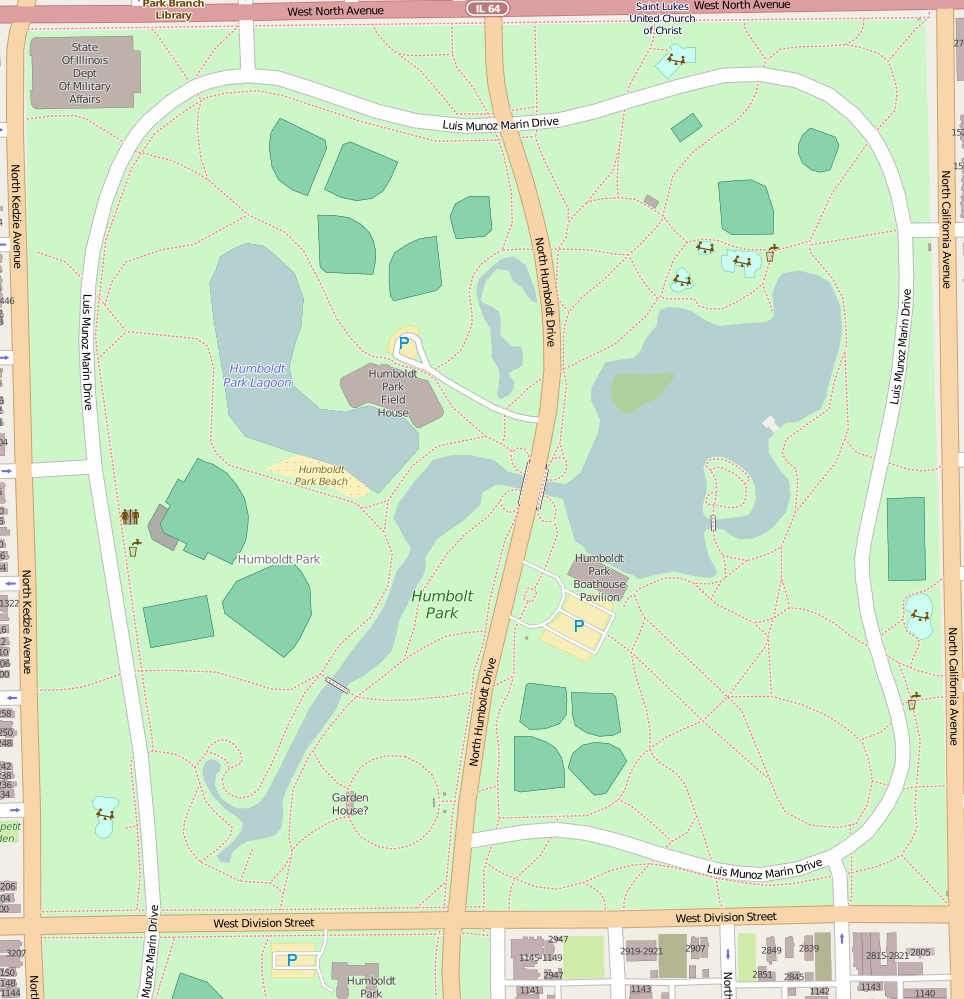 Park Branch
Library
West North Avenue
IL 64
West North Avenue
Saint Lukes
United Church
of Christ
State
Of Illinois
Dept
Of Military
Affairs
Luis Munoz Marin Drive
North Kedzie Avenue
North California Avenue
North Humboldt Drive
Luis Munoz Marin Drive
Luis Munoz Marin Drive
446
P
Humboldt
Park Lagoon
Humboldt
Park
Field
House
Humboldt
Park Beach
Humboldt Park
Humboldt
Park
Boathouse
Pavilion
Humbolt
Park
P
1322
North Kedzie Avenue
North California Avenue
North Humboldt Drive
258
250
248
242
238
236
234
Garden
House?
petit
den
Luis Munoz Marin Drive
206
West Division Street
West Division Street
Munoz Marin Drive
3207
1150
1148
1144
North
P
Humboldt
Park
2947
1145-1149
2947
1141
2919-2921
2907
1143
North
2849
2839
2851
2845
1142
2815-2821
2805
1143
1140